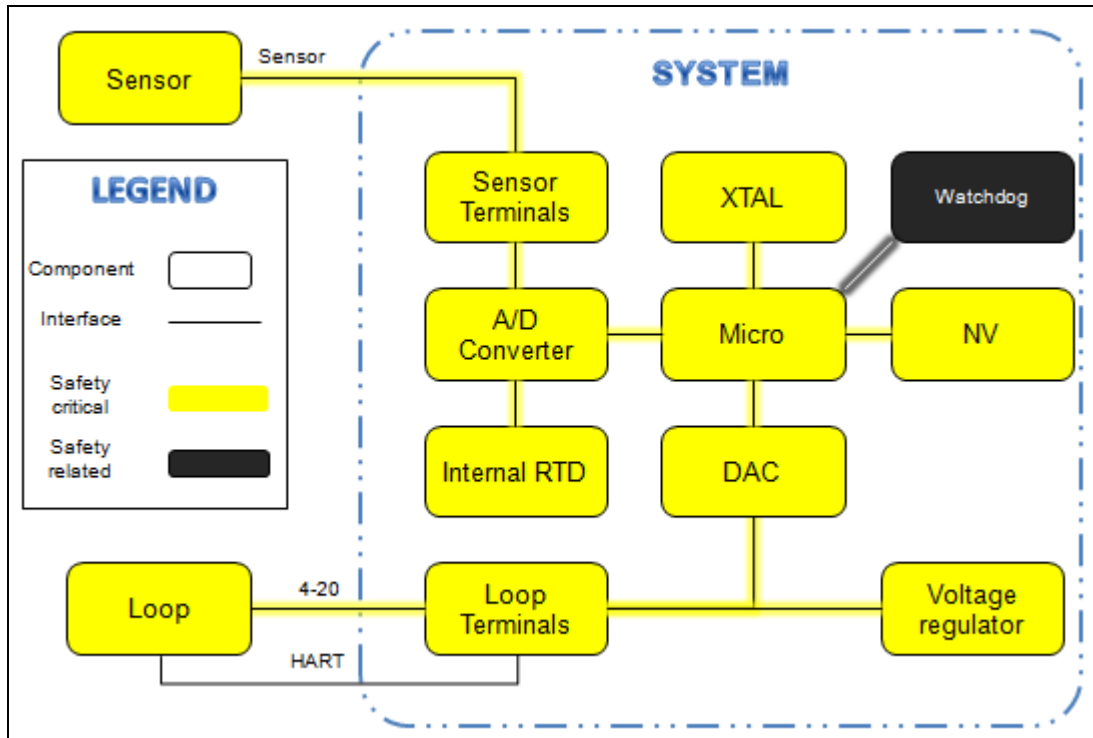 Sensor
Sensor
SYSTEM
LEGEND
Component
Interface
Safety
critical
Safety
related
Sensor
Terminals
XTAL
Watchdog
A/D
Converter
Micro
NV
Internal RTD
DAC
Loop
4-20
HART
Loop
Terminals
Voltage
regulator